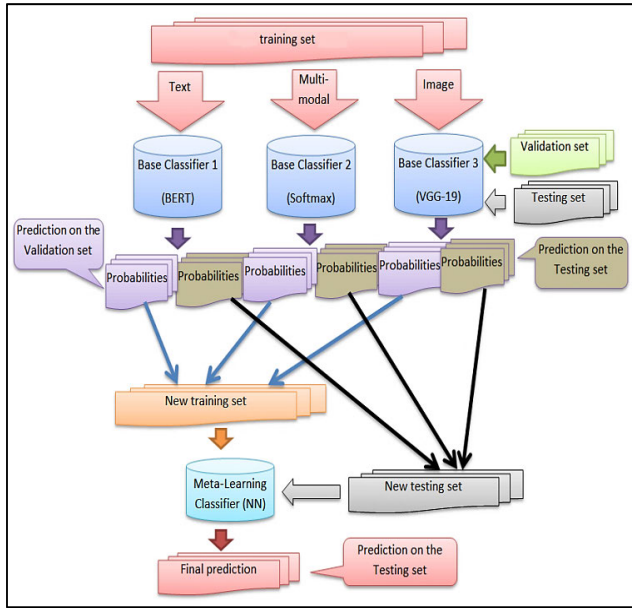 training set
Text
Multi-
modal
Image
Base Classifier 1
(BERT)
Base Classifier 2
(Softmax)
Base Classifier 3
(VGG-19)
Validation set
Testing set
Prediction on the
Validation set
Probabilities
Probabilities
Probabilities
Probabilities
Probabilities
Probabilities
Prediction on the
Testing set
New training set
Meta-Learning
Classifier (NN)
New testing set
Final prediction
Prediction on the
Testing set